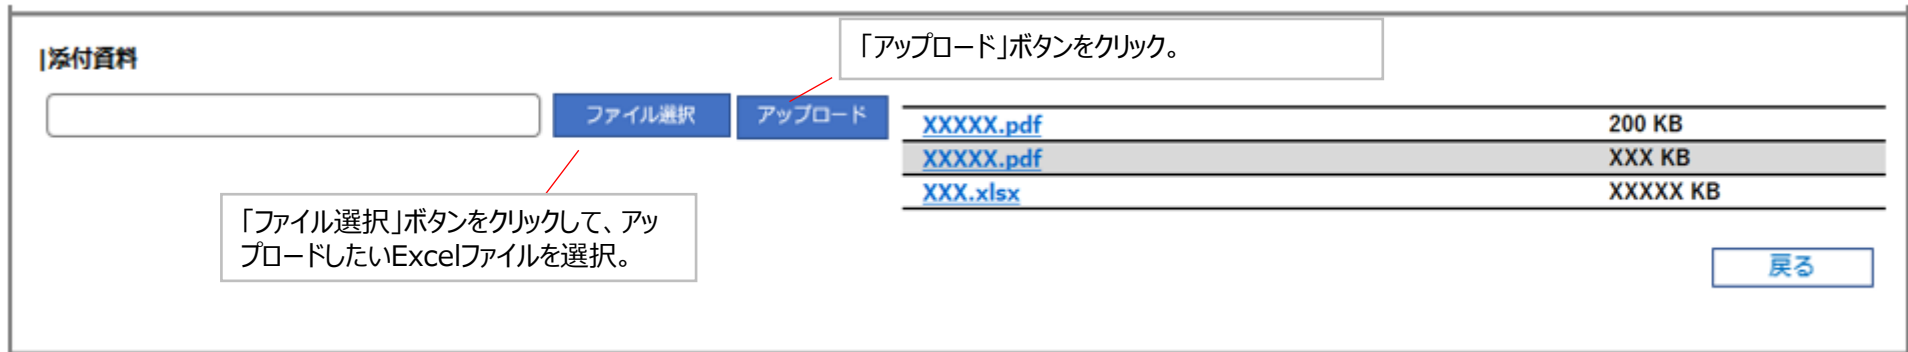 |添付資料
「アップロード」ボタンをクリック。
ファイル選択
アップロード
XXXXX.pdf 200 KB
XXXXX.pdf XXX KB
XXX.xlsx XXXXX KB
「ファイル選択」ボタンをクリックして、アッ
プロードしたいExcelファイルを選択。
戻る